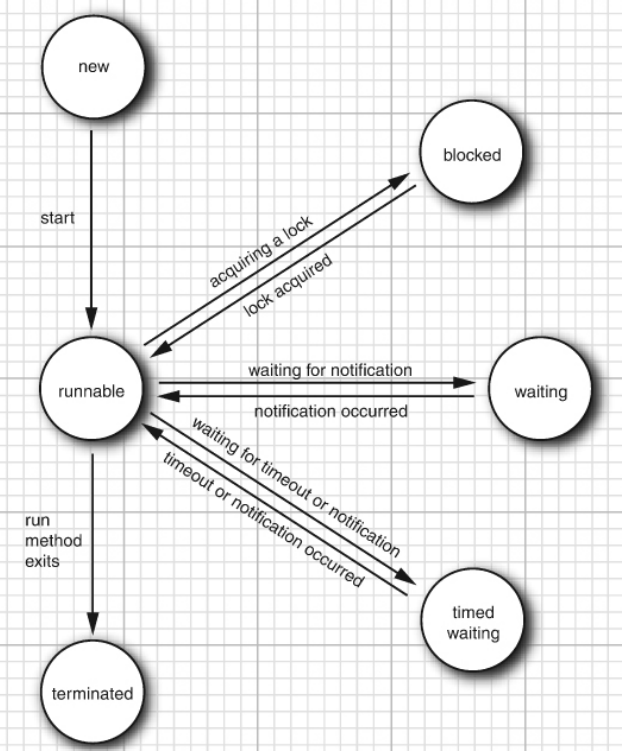 new
blocked
start
acquiring a lock
lock acquired
runnable
waiting for notification
notification occurred
waiting
waiting for timeout or notification
timeout or notification occurred
run
method
exits
timed
waiting
terminated